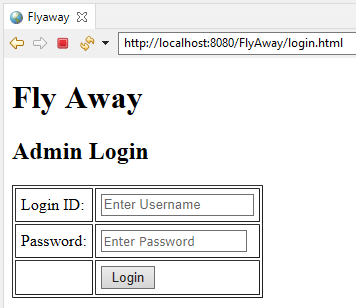 Flyaway
http://localhost:8080/FlyAway/login.html
Fly Away
Admin Login
Login ID: Enter Username
Password: Enter Password
Login